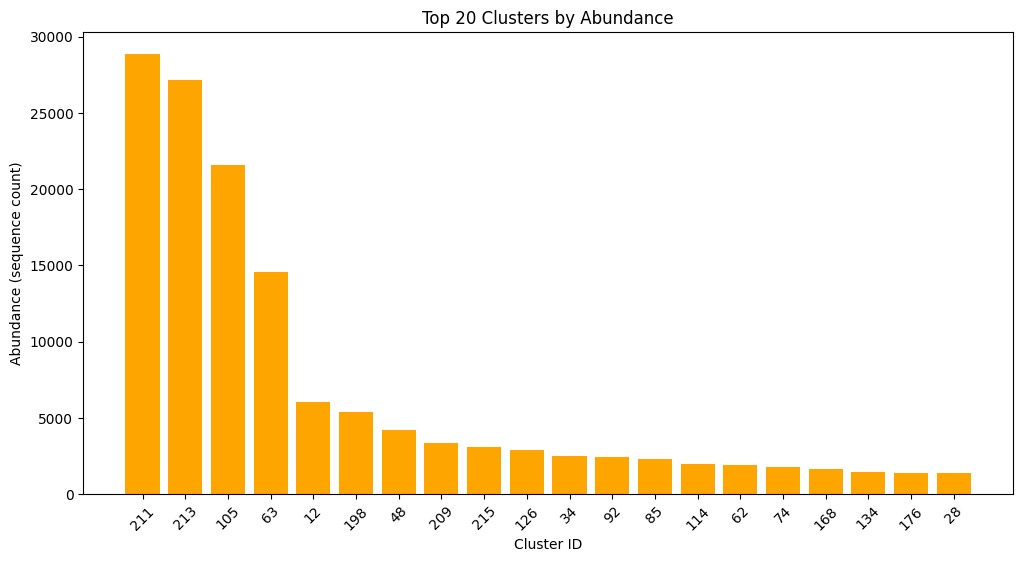 Top 20 Clusters by Abundance
Abundance (sequence count)
30000
25000
20000
15000
10000
5000
0
211 213 105 63 12 198 48 209 215 126 34 92 85 114 62 74 168 134 176 28
Cluster ID